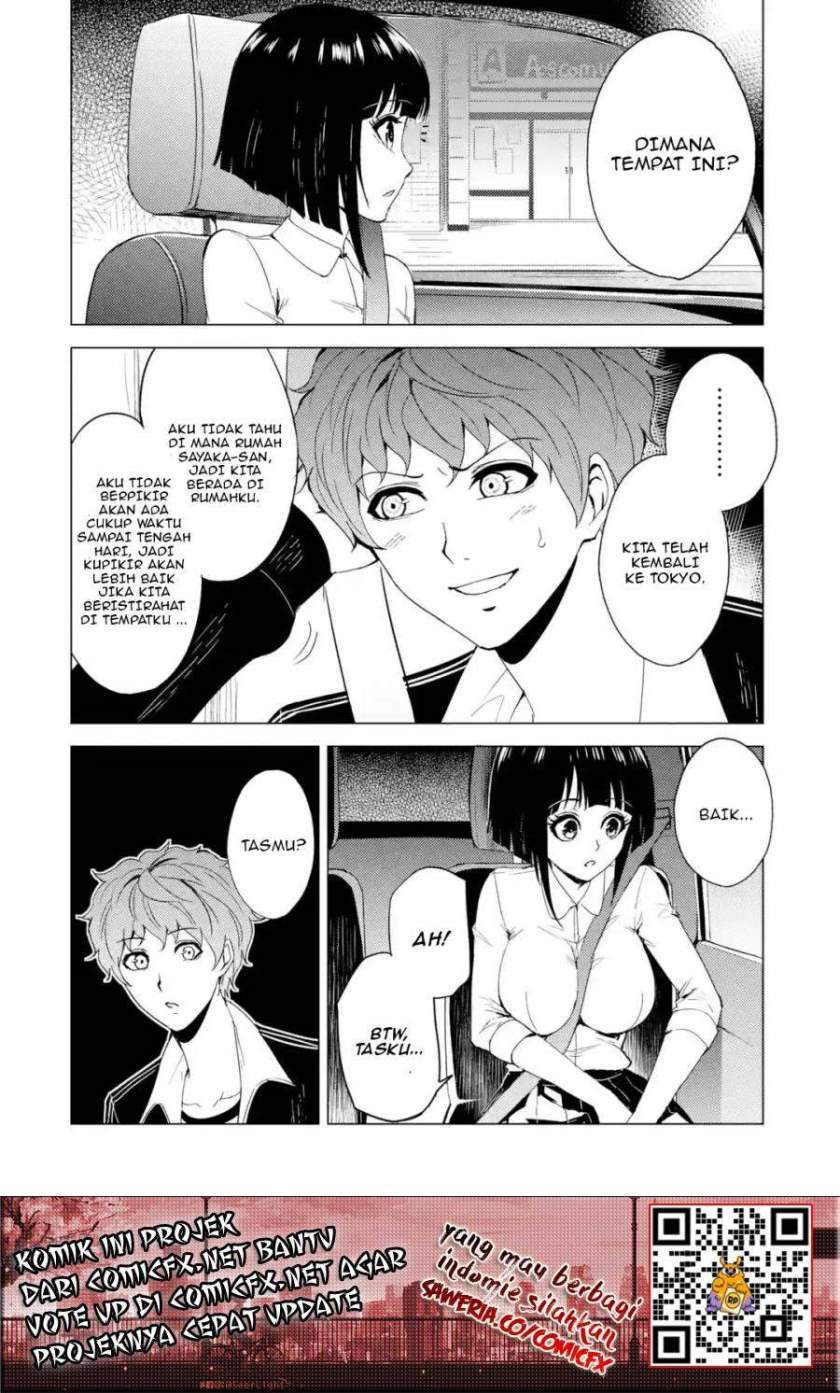 A Ascomu
DIMANA
TEMPAT INI?
.........
KITA TELAH
KEMBALI
KE TOKYO.
AKU TIDAK TAHU
DI MANA RUMAH
SAYAKA-SAN,
JADI KITA
BERADA DI
RUMAHKU.
AKU TIDAK
BERPIKIR
AKAN ADA
CUKUP WAKTU
SAMPAI TENGAH
HARI, JADI
KUPIKIR AKAN
LEBIH BAIK
JIKA KITA
BERISTIRAHAT
DI TEMPATKU ...
BAIK...
AH!
BTW,
TASKU...
TASMU?
KOMIK INI PROJEK
DARI COMICFX.NET BANTU
VOTE UP DI COMICFX.NET AGAR
PROJEKNYA CEPAT UPDATE
yang mau berbagi
indomie silahkan
SAWERIA.CO/COMICFX
RP